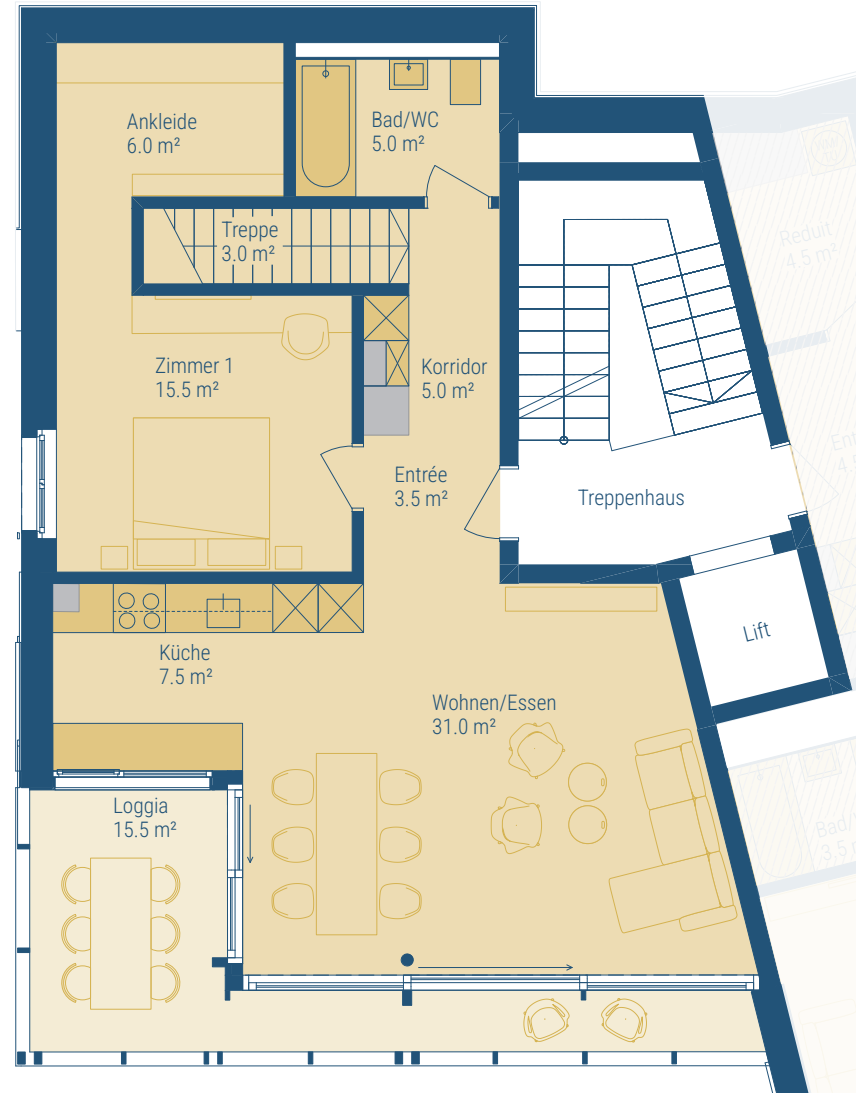 Ankleide
6.0 m²
Bad/WC
5.0 m²
Treppe
3.0 m²
Reduit
4.5 m²
Zimmer 1
15.5 m²
Korridor
5.0 m²
Entrée
3.5 m²
Treppenhaus
Lift
Küche
7.5 m²
Wohnen/Essen
31.0 m²
Loggia
15.5 m²